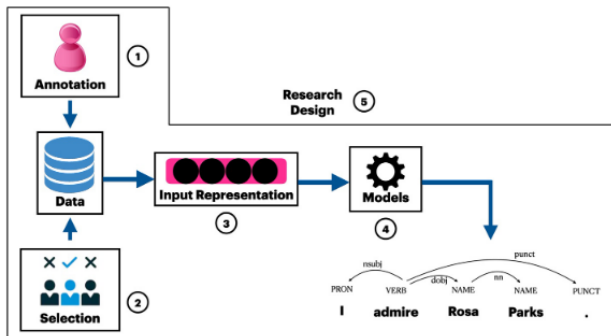 1
Annotation
Research
Design
5
Data
Input Representation
3
Models
4
Selection
2
punct
nsubj
dobj
nn
PRON VERB NAME NAME PUNCT
I admire Rosa Parks .